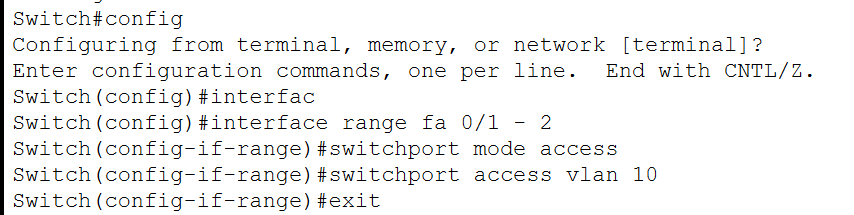 Switch#config
Configuring from terminal, memory, or network [terminal]?
Enter configuration commands, one per line.  End with CNTL/Z.
Switch(config)#interfac
Switch(config)#interface range fa 0/1 - 2
Switch(config-if-range)#switchport mode access
Switch(config-if-range)#switchport access vlan 10
Switch(config-if-range)#exit